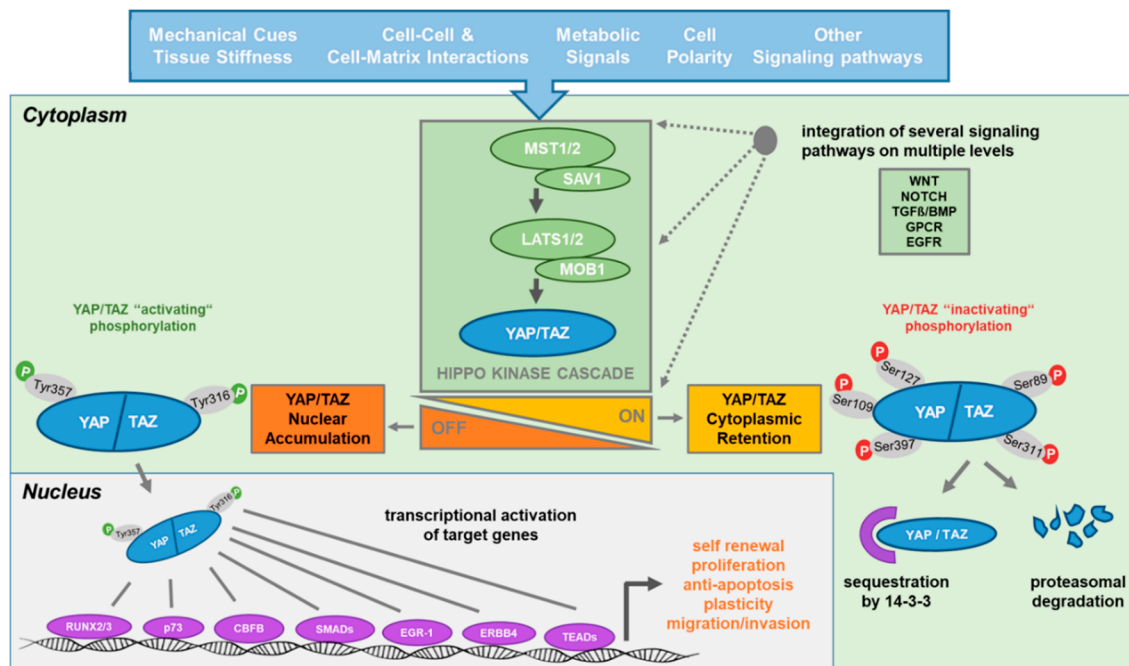 Mechanical Cues
Tissue Stiffness
Cell-Cell &
Cell-Matrix Interactions
Metabolic
Signals
Cell
Polarity
Other
Signaling pathways
Cytoplasm
MST1/2
SAV1
LATS1/2
MOB1
YAP/TAZ
HIPPO KINASE CASCADE
integration of several signaling
pathways on multiple levels
WNT
NOTCH
TGFß/BMP
GPCR
EGFR
YAP/TAZ “activating“
phosphorylation
P
Tyr357
YAP
TAZ
Tyr316
P
YAP/TAZ
Nuclear
Accumulation
OFF
ON
YAP/TAZ
Cytoplasmic
Retention
YAP/TAZ “inactivating“
phosphorylation
P
Ser127
Ser89
P
P
Ser109
YAP
TAZ
P
Ser397
Ser311
P
YAP / TAZ
sequestration
by 14-3-3
proteasomal
degradation
Nucleus
P
Tyr357
YAP
TAZ
Tyr316
P
transcriptional activation
of target genes
self renewal
proliferation
anti-apoptosis
plasticity
migration/invasion
RUNX2/3
p73
CBFB
SMADs
EGR-1
ERBB4
TEADs